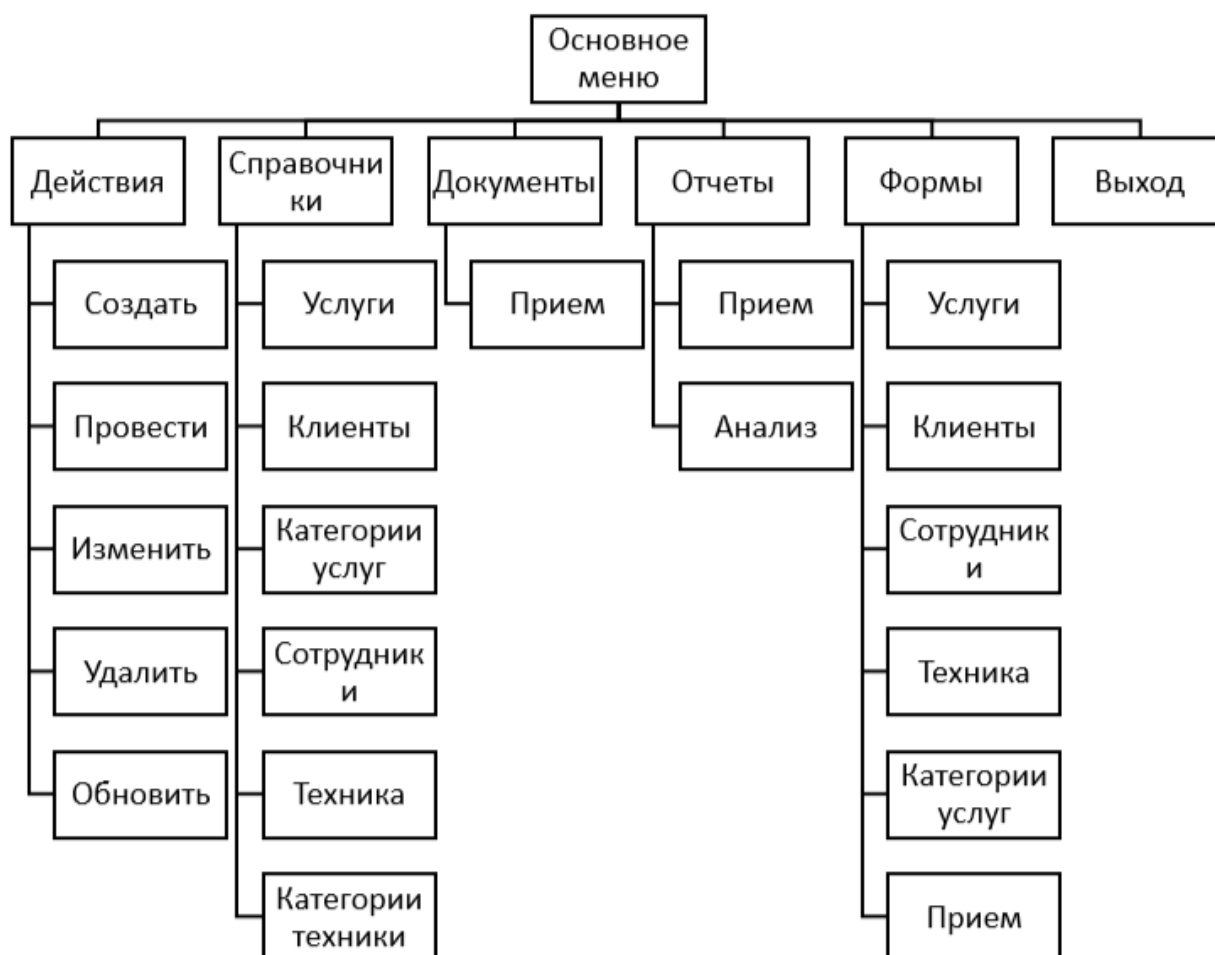 Основное
меню
Действия
Справочни
ки
Документы
Отчеты
Формы
Выход
Создать
Услуги
Прием
Прием
Услуги
Провести
Клиенты
Анализ
Клиенты
Изменить
Категории
услуг
Сотрудник
и
Удалить
Сотрудник
и
Техника
Обновить
Техника
Категории
услуг
Категории
техники
Прием